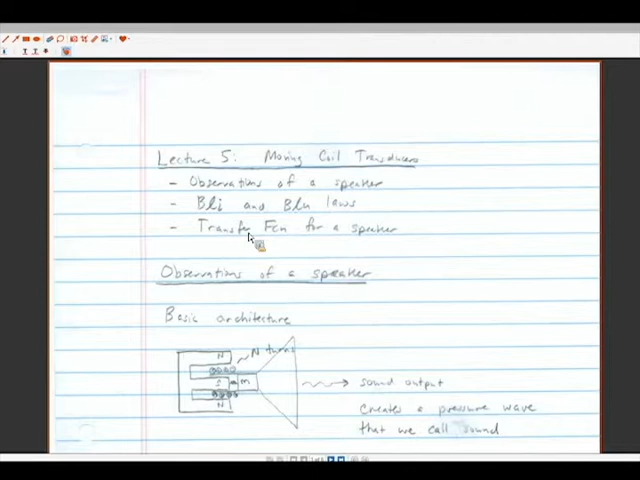 Lecture 5: Moving Coil Transducers
- Observations of a speaker
- Bli and Blu laws
- Transfer Fcn for a speaker
Observations of a speaker
Basic architecture
N
N turns
S
m
N
sound output
creates a pressure wave
that we call sound